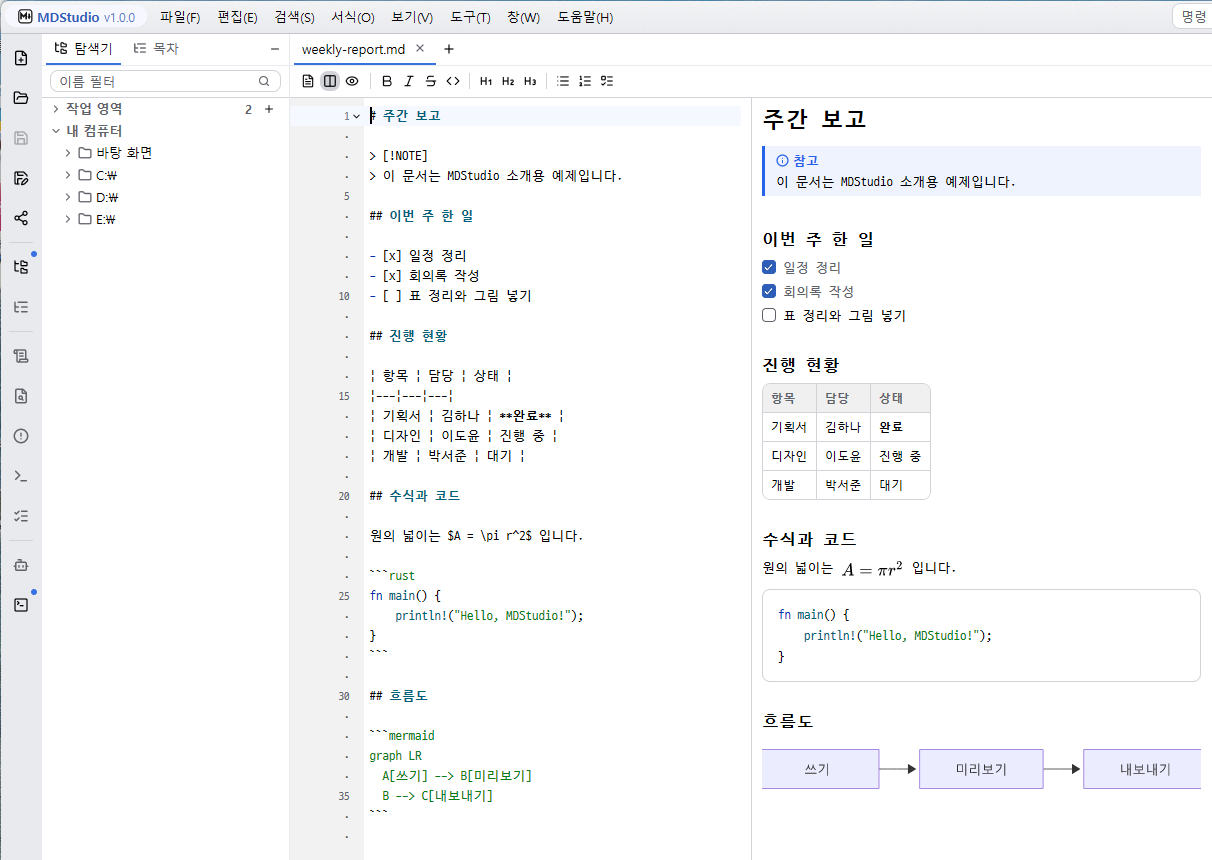 MDStudio v1.0.0 파일(F) 편집(E) 검색(S) 서식(O) 보기(V) 도구(T) 창(W) 도움말(H) 명령
탐색기 목차
이름 필터
작업 영역 2 +
내 컴퓨터
바탕 화면
C:₩
D:₩
E:₩
weekly-report.md × +
B I S <> H1 H2 H3
1 # 주간 보고
> [!NOTE]
> 이 문서는 MDStudio 소개용 예제입니다.
5
## 이번 주 한 일
- [x] 일정 정리
- [x] 회의록 작성
10 - [ ] 표 정리와 그림 넣기
## 진행 현황
| 항목 | 담당 | 상태 |
15 |---|---|---|
| 기획서 | 김하나 | **완료** |
| 디자인 | 이도윤 | 진행 중 |
| 개발 | 박서준 | 대기 |
20 ## 수식과 코드
원의 넓이는 $A = \pi r^2$ 입니다.
```rust
25 fn main() {
println!("Hello, MDStudio!");
}
```
30 ## 흐름도
```mermaid
graph LR
A[쓰기] --> B[미리보기]
35 B --> C[내보내기]
```
주간 보고
참고
이 문서는 MDStudio 소개용 예제입니다.
이번 주 한 일
일정 정리
회의록 작성
표 정리와 그림 넣기
진행 현황
항목 담당 상태
기획서 김하나 완료
디자인 이도윤 진행 중
개발 박서준 대기
수식과 코드
원의 넓이는 A = πr² 입니다.
fn main() {
println!("Hello, MDStudio!");
}
흐름도
쓰기 미리보기 내보내기